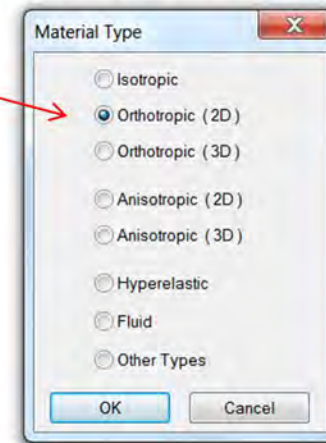 Material Type
X
Isotropic
Orthotropic (2D)
Orthotropic (3D)
Anisotropic (2D)
Anisotropic (3D)
Hyperelastic
Fluid
Other Types
OK Cancel